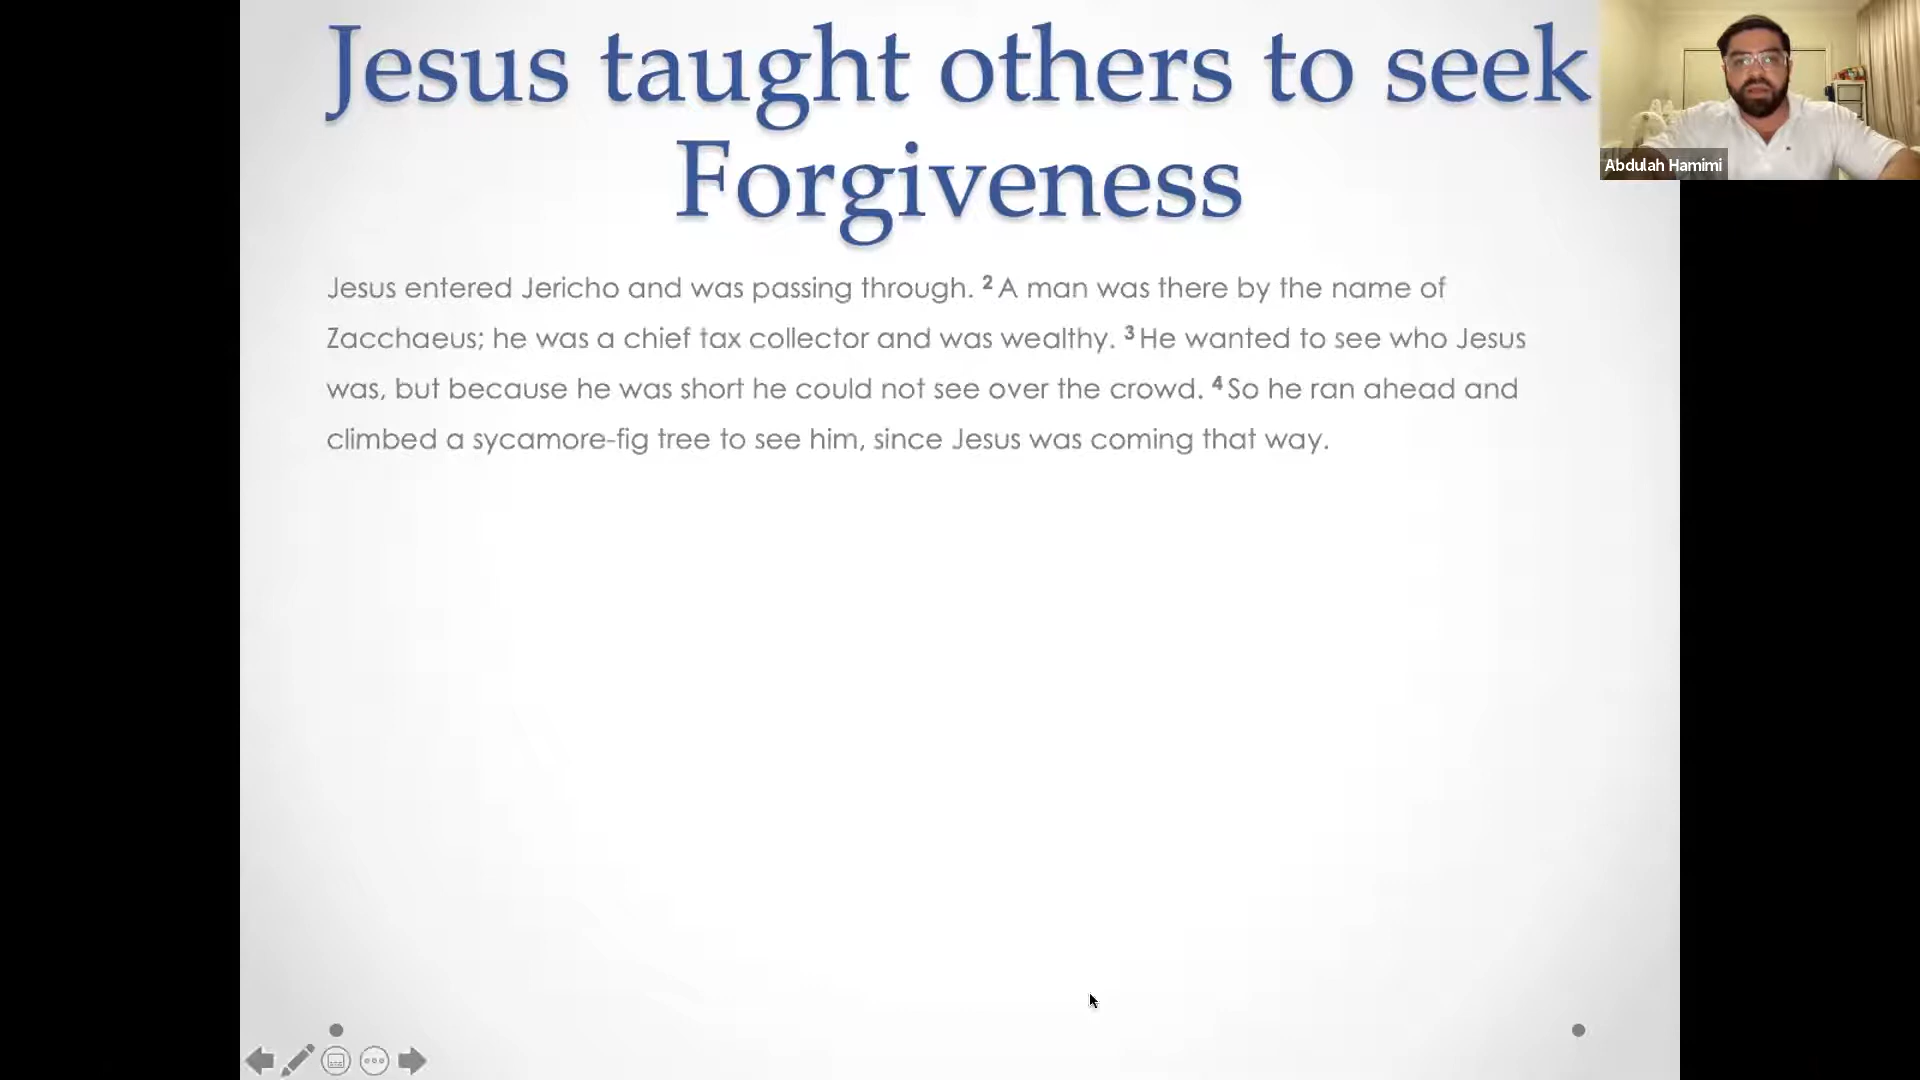 Jesus taught others to seek
Forgiveness
Abdulah Hamimi
Jesus entered Jericho and was passing through. 2 A man was there by the name of
Zacchaeus; he was a chief tax collector and was wealthy. 3 He wanted to see who Jesus
was, but because he was short he could not see over the crowd. 4 So he ran ahead and
climbed a sycamore-fig tree to see him, since Jesus was coming that way.